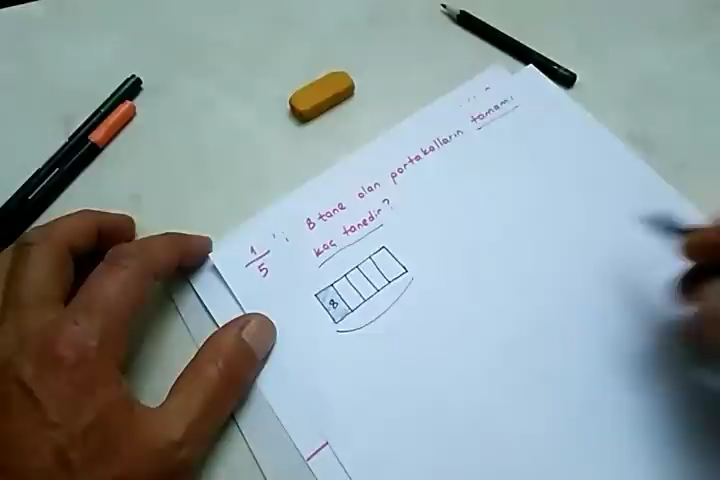 1/5 'i 8 tane olan portakalların tamamı
kaç tanedir?
8